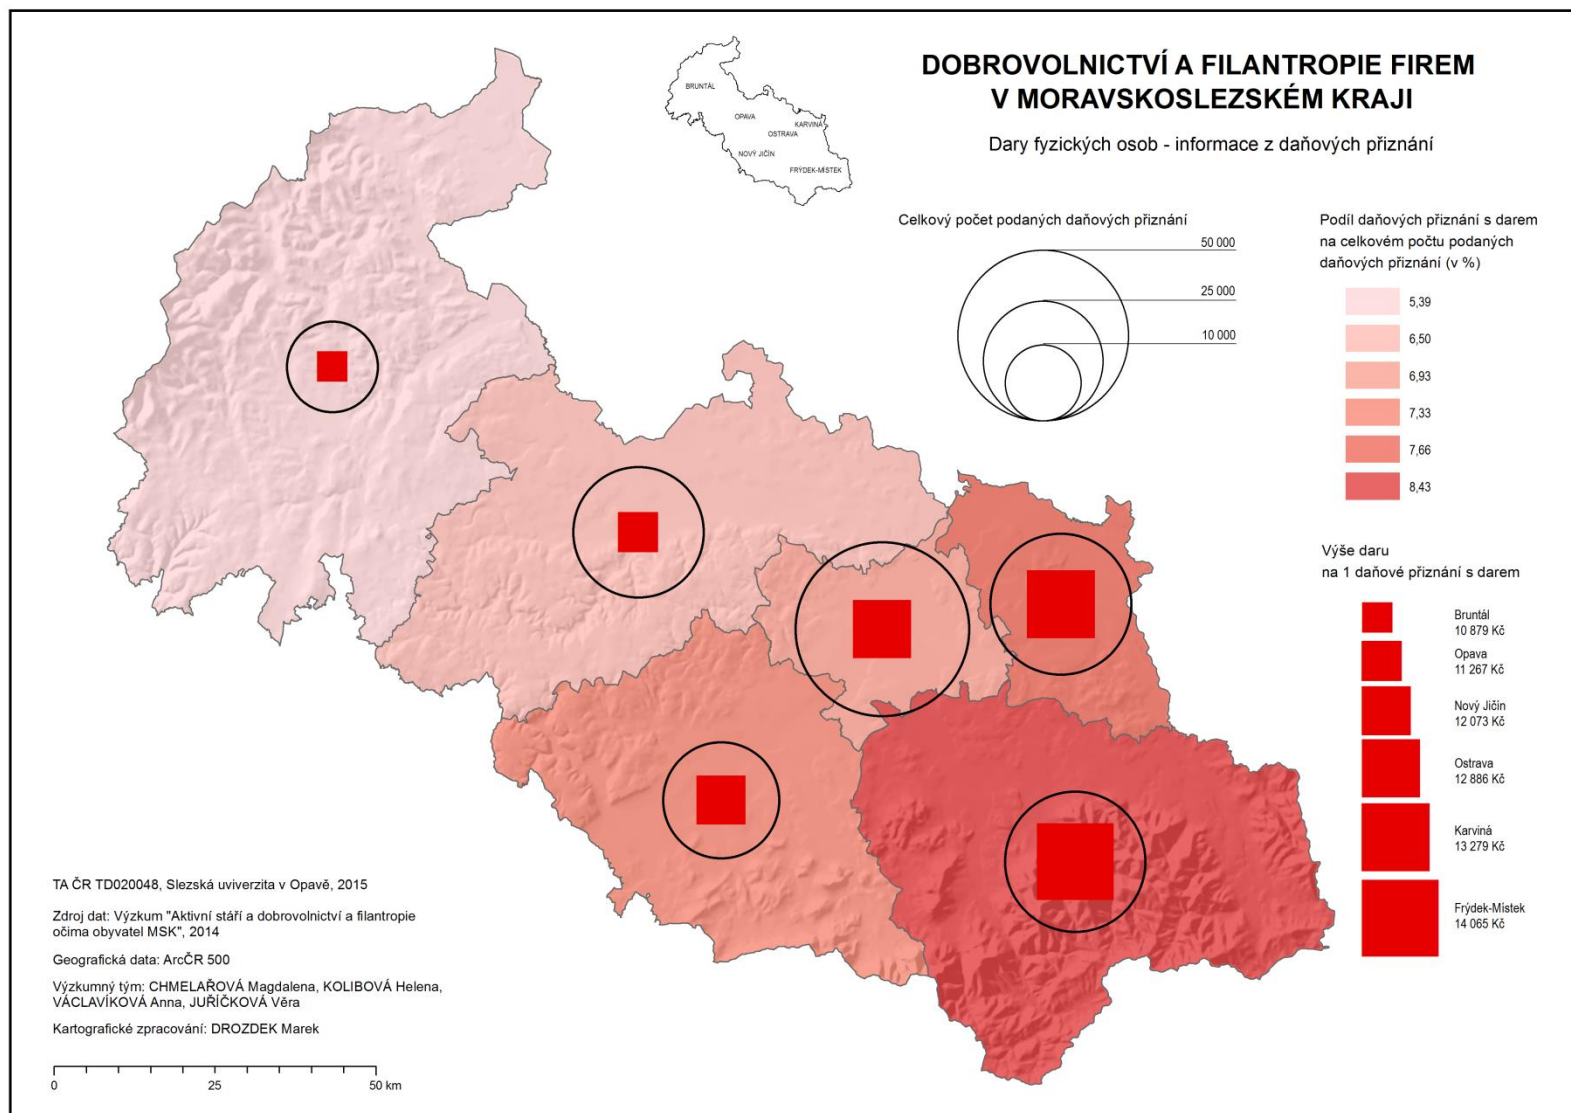 DOBROVOLNICTVÍ A FILANTROPIE FIREM
V MORAVSKOSLEZSKÉM KRAJI
Dary fyzických osob - informace z daňových přiznání
BRUNTÁL
OPAVA
KARVINÁ
OSTRAVA
NOVÝ JIČÍN
FRÝDEK-MÍSTEK
Celkový počet podaných daňových přiznání
50 000
25 000
10 000
Podíl daňových přiznání s darem
na celkovém počtu podaných
daňových přiznání (v %)
5,39
6,50
6,93
7,33
7,66
8,43
Výše daru
na 1 daňové přiznání s darem
Bruntál
10 879 Kč
Opava
11 267 Kč
Nový Jičín
12 073 Kč
Ostrava
12 886 Kč
Karviná
13 279 Kč
Frýdek-Místek
14 065 Kč
TA ČR TD020048, Slezská uviverzita v Opavě, 2015
Zdroj dat: Výzkum "Aktivní stáří a dobrovolnictví a filantropie
očima obyvatel MSK", 2014
Geografická data: ArcČR 500
Výzkumný tým: CHMELAŘOVÁ Magdalena, KOLIBOVÁ Helena,
VÁCLAVÍKOVÁ Anna, JUŘÍČKOVÁ Věra
Kartografické zpracování: DROZDEK Marek
0 25 50 km